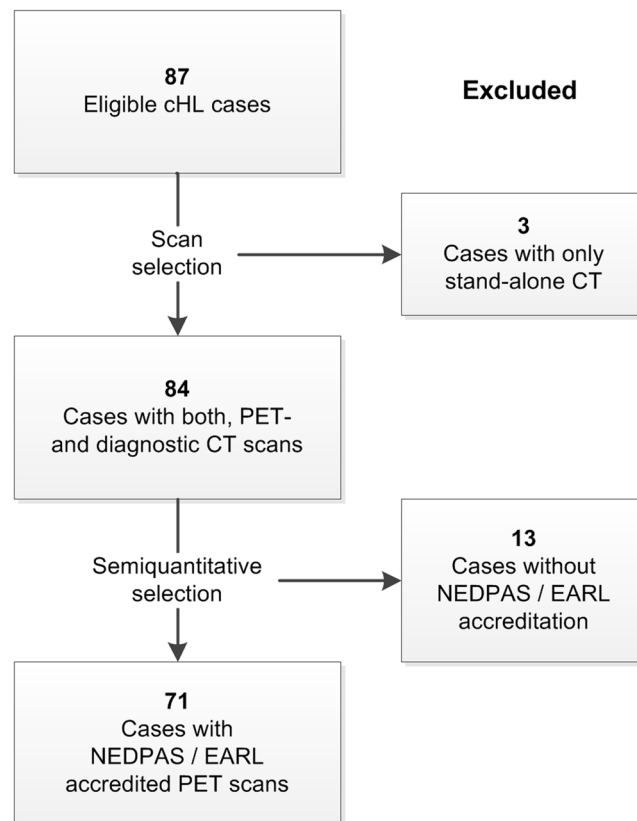 87
Eligible cHL cases
Excluded
Scan
selection
3
Cases with only
stand-alone CT
84
Cases with both, PET-
and diagnostic CT scans
Semiquantitative
selection
13
Cases without
NEDPAS / EARL
accreditation
71
Cases with
NEDPAS / EARL
accredited PET scans